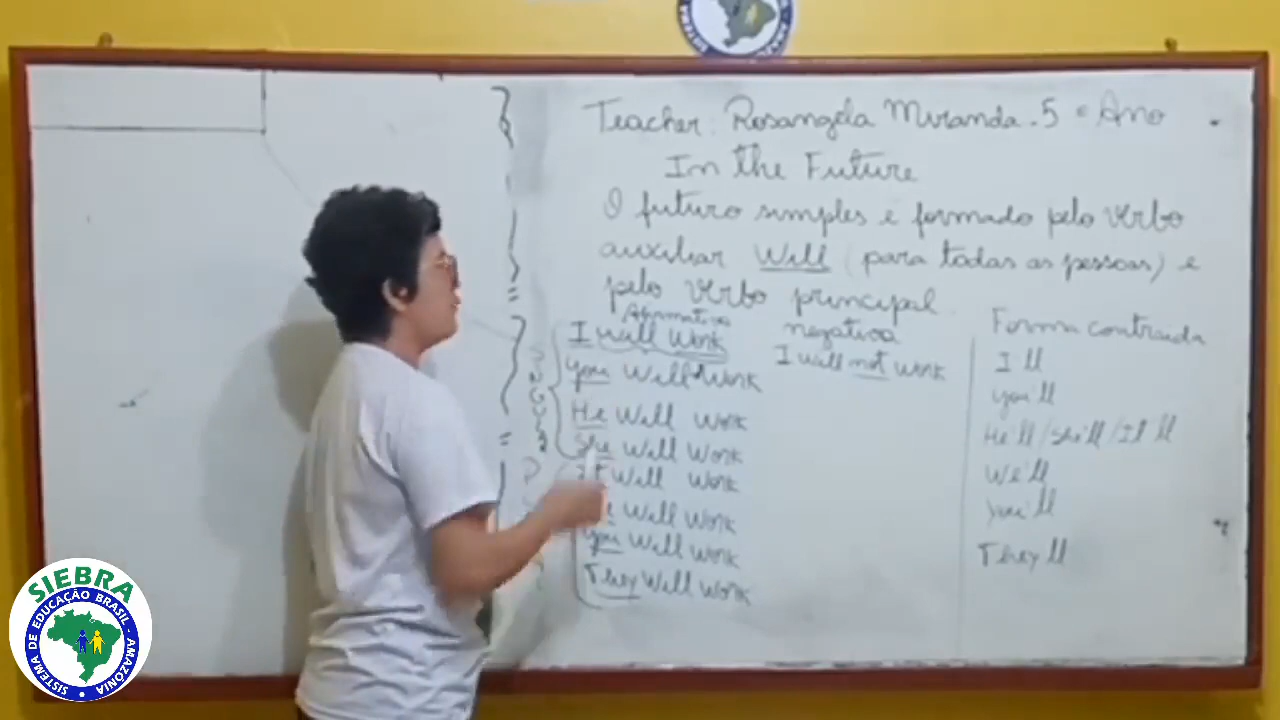 Teacher. Rosangela Miranda. 5º Ano
In the Future
O futuro simples é formado pelo verbo
auxiliar Will (para todas as pessoas) e
pelo verbo principal.
Afirmativa
negativa
Forma contraida
I will work
You Will Work
He Will Work
She Will Work
It Will Work
Will Work
You Will Work
They Will Work
I will not work
I'll
you'll
He'll / She'll / It'll
We'll
you'll
They'll
SIEBRA
SISTEMA DE EDUCAÇÃO BRASIL - AMAZÔNIA